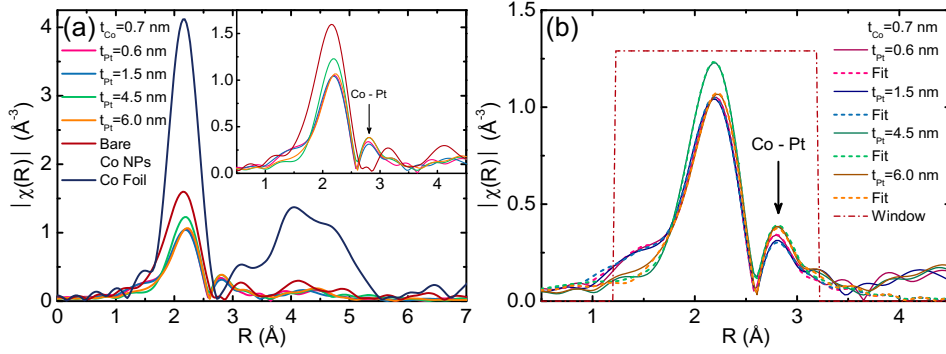 (a)
t_Co=0.7 nm
t_Pt=0.6 nm
t_Pt=1.5 nm
t_Pt=4.5 nm
t_Pt=6.0 nm
Bare
Co NPs
Co Foil
|χ(R)| (Å⁻³)
4
3
2
1
0
0 1 2 3 4 5 6 7
R (Å)
1.5
1.0
0.5
0.0
1 2 3 4
Co - Pt
(b)
t_Co=0.7 nm
t_Pt=0.6 nm
Fit
t_Pt=1.5 nm
Fit
t_Pt=4.5 nm
Fit
t_Pt=6.0 nm
Fit
Window
Co - Pt
|χ(R)| (Å⁻³)
1.5
1.0
0.5
0.0
1 2 3 4
R (Å)